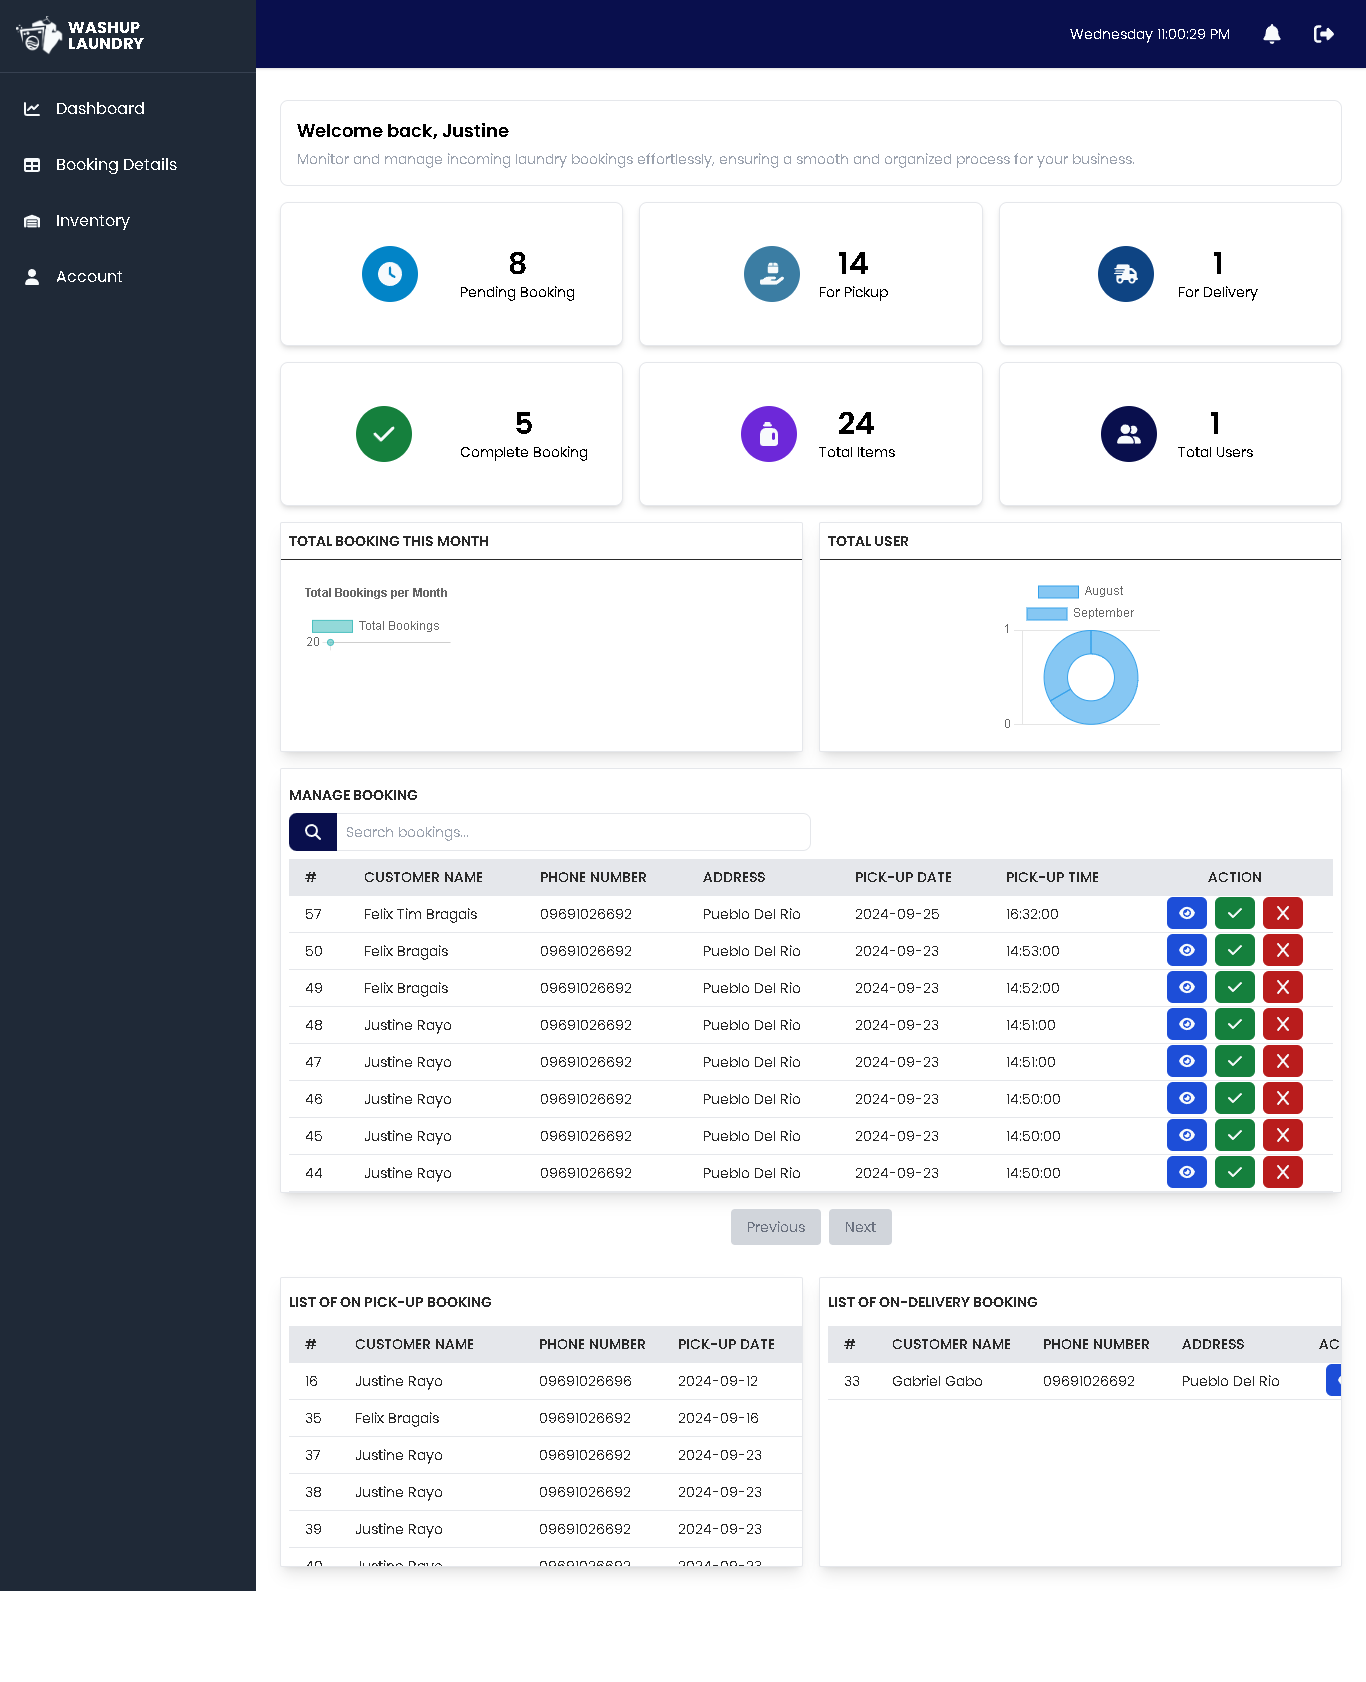 WASHUP
LAUNDRY
Wednesday 11:00:29 PM
Dashboard
Booking Details
Inventory
Account
Welcome back, Justine
Monitor and manage incoming laundry bookings effortlessly, ensuring a smooth and organized process for your business.
8
Pending Booking
14
For Pickup
1
For Delivery
5
Complete Booking
24
Total Items
1
Total Users
TOTAL BOOKING THIS MONTH
Total Bookings per Month
Total Bookings
20
TOTAL USER
August
September
1
0
MANAGE BOOKING
Search bookings...
# CUSTOMER NAME PHONE NUMBER ADDRESS PICK-UP DATE PICK-UP TIME ACTION
57 Felix Tim Bragais 09691026692 Pueblo Del Rio 2024-09-25 16:32:00
50 Felix Bragais 09691026692 Pueblo Del Rio 2024-09-23 14:53:00
49 Felix Bragais 09691026692 Pueblo Del Rio 2024-09-23 14:52:00
48 Justine Rayo 09691026692 Pueblo Del Rio 2024-09-23 14:51:00
47 Justine Rayo 09691026692 Pueblo Del Rio 2024-09-23 14:51:00
46 Justine Rayo 09691026692 Pueblo Del Rio 2024-09-23 14:50:00
45 Justine Rayo 09691026692 Pueblo Del Rio 2024-09-23 14:50:00
44 Justine Rayo 09691026692 Pueblo Del Rio 2024-09-23 14:50:00
Previous Next
LIST OF ON PICK-UP BOOKING
# CUSTOMER NAME PHONE NUMBER PICK-UP DATE
16 Justine Rayo 09691026696 2024-09-12
35 Felix Bragais 09691026692 2024-09-16
37 Justine Rayo 09691026692 2024-09-23
38 Justine Rayo 09691026692 2024-09-23
39 Justine Rayo 09691026692 2024-09-23
40 Justine Rayo 09691026692 2024-09-23
LIST OF ON-DELIVERY BOOKING
# CUSTOMER NAME PHONE NUMBER ADDRESS AC
33 Gabriel Gabo 09691026692 Pueblo Del Rio